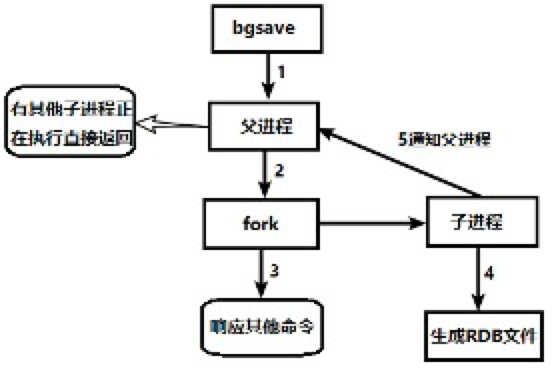 bgsave
1
有其他子进程正
在执行直接返回
父进程
5通知父进程
2
fork
子进程
3
4
响应其他命令
生成RDB文件